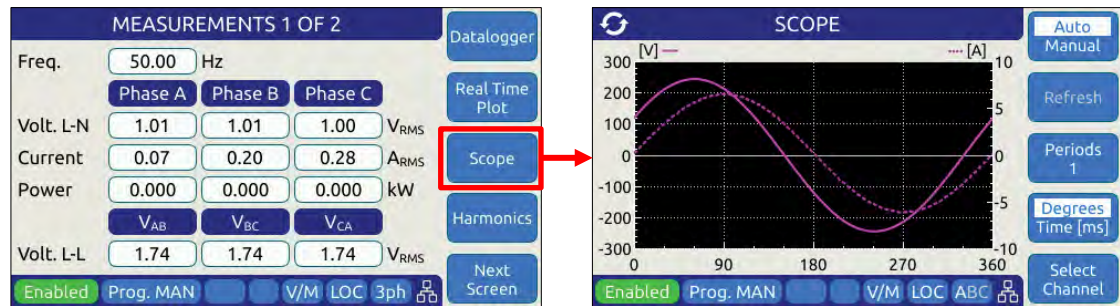 MEASUREMENTS 1 OF 2
Datalogger
Freq. 50.00 Hz
Phase A Phase B Phase C
Real Time
Plot
Volt. L-N 1.01 1.01 1.00 VRMS
Current 0.07 0.20 0.28 ARMS
Scope
Power 0.000 0.000 0.000 kW
VAB VBC VCA
Harmonics
Volt. L-L 1.74 1.74 1.74 VRMS
Next
Screen
Enabled Prog. MAN V/M LOC 3ph
SCOPE
Auto
Manual
[V] [A]
300 10
200
Refresh
5
100
0 0
Periods
1
-100
-5
-200
Degrees
Time [ms]
-300 -10
0 90 180 270 360
Select
Channel
Enabled Prog. MAN V/M LOC ABC